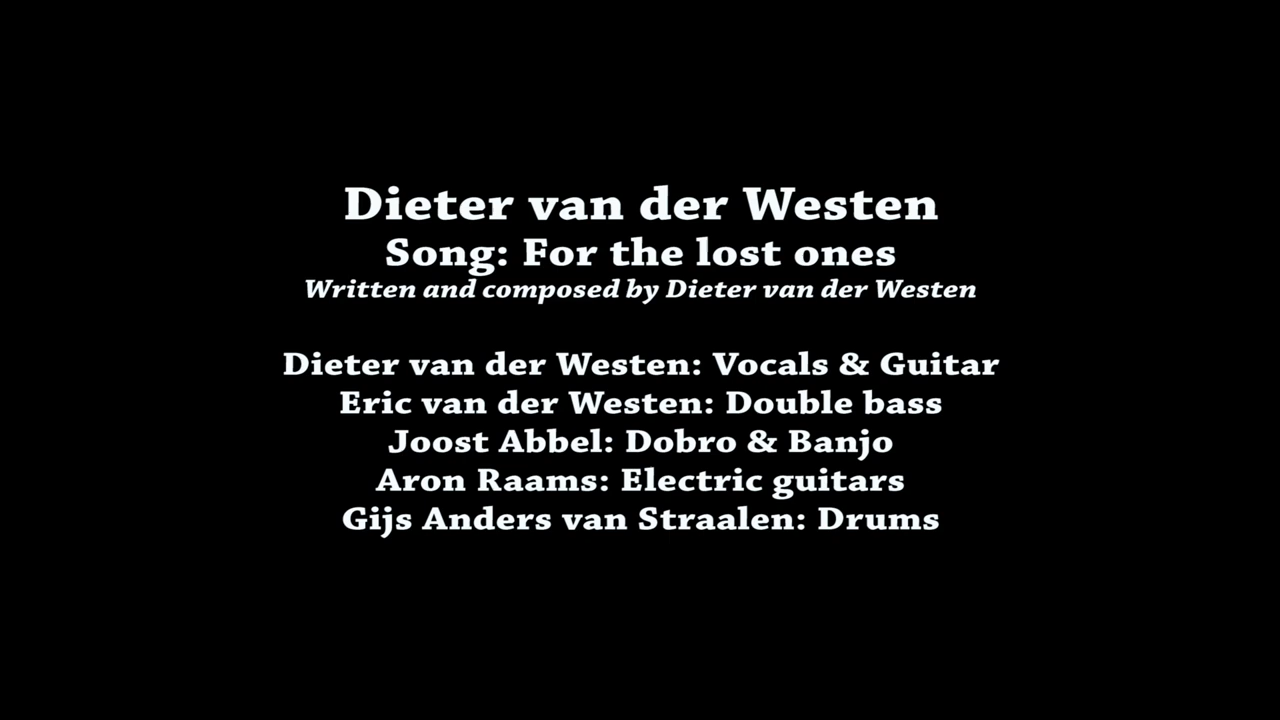 Dieter van der Westen
Song: For the lost ones
Written and composed by Dieter van der Westen
Dieter van der Westen: Vocals & Guitar
Eric van der Westen: Double bass
Joost Abbel: Dobro & Banjo
Aron Raams: Electric guitars
Gijs Anders van Straalen: Drums